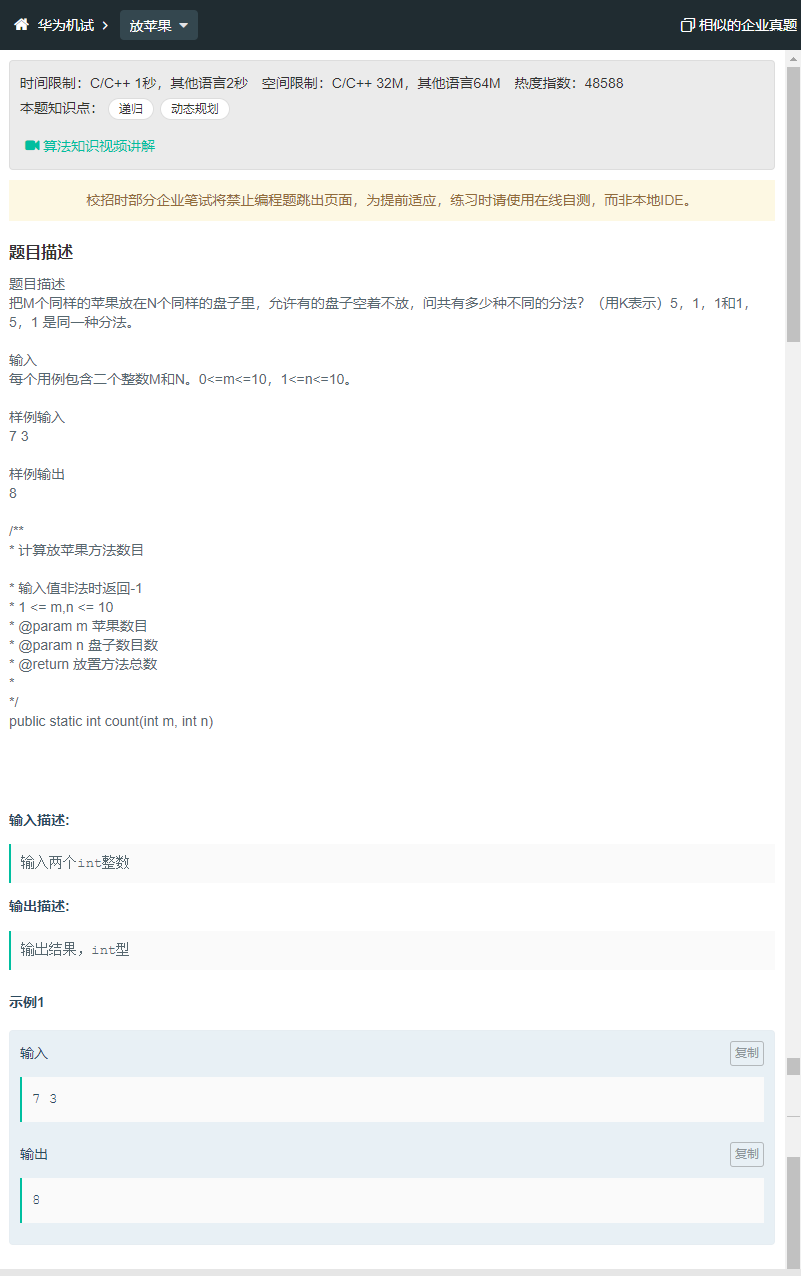 华为机试 放苹果 相似的企业真题
时间限制：C/C++ 1秒，其他语言2秒 空间限制：C/C++ 32M，其他语言64M 热度指数：48588
本题知识点： 递归 动态规划
算法知识视频讲解
校招时部分企业笔试将禁止编程题跳出页面，为提前适应，练习时请使用在线自测，而非本地IDE。
题目描述
题目描述
把M个同样的苹果放在N个同样的盘子里，允许有的盘子空着不放，问共有多少种不同的分法？（用K表示）5，1，1和1，
5，1 是同一种分法。
输入
每个用例包含二个整数M和N。0<=m<=10，1<=n<=10。
样例输入
7 3
样例输出
8
/**
* 计算放苹果方法数目
* 输入值非法时返回-1
* 1 <= m,n <= 10
* @param m 苹果数目
* @param n 盘子数目数
* @return 放置方法总数
*
*/
public static int count(int m, int n)
输入描述:
输入两个int整数
输出描述:
输出结果，int型
示例1
输入 复制
7 3
输出 复制
8